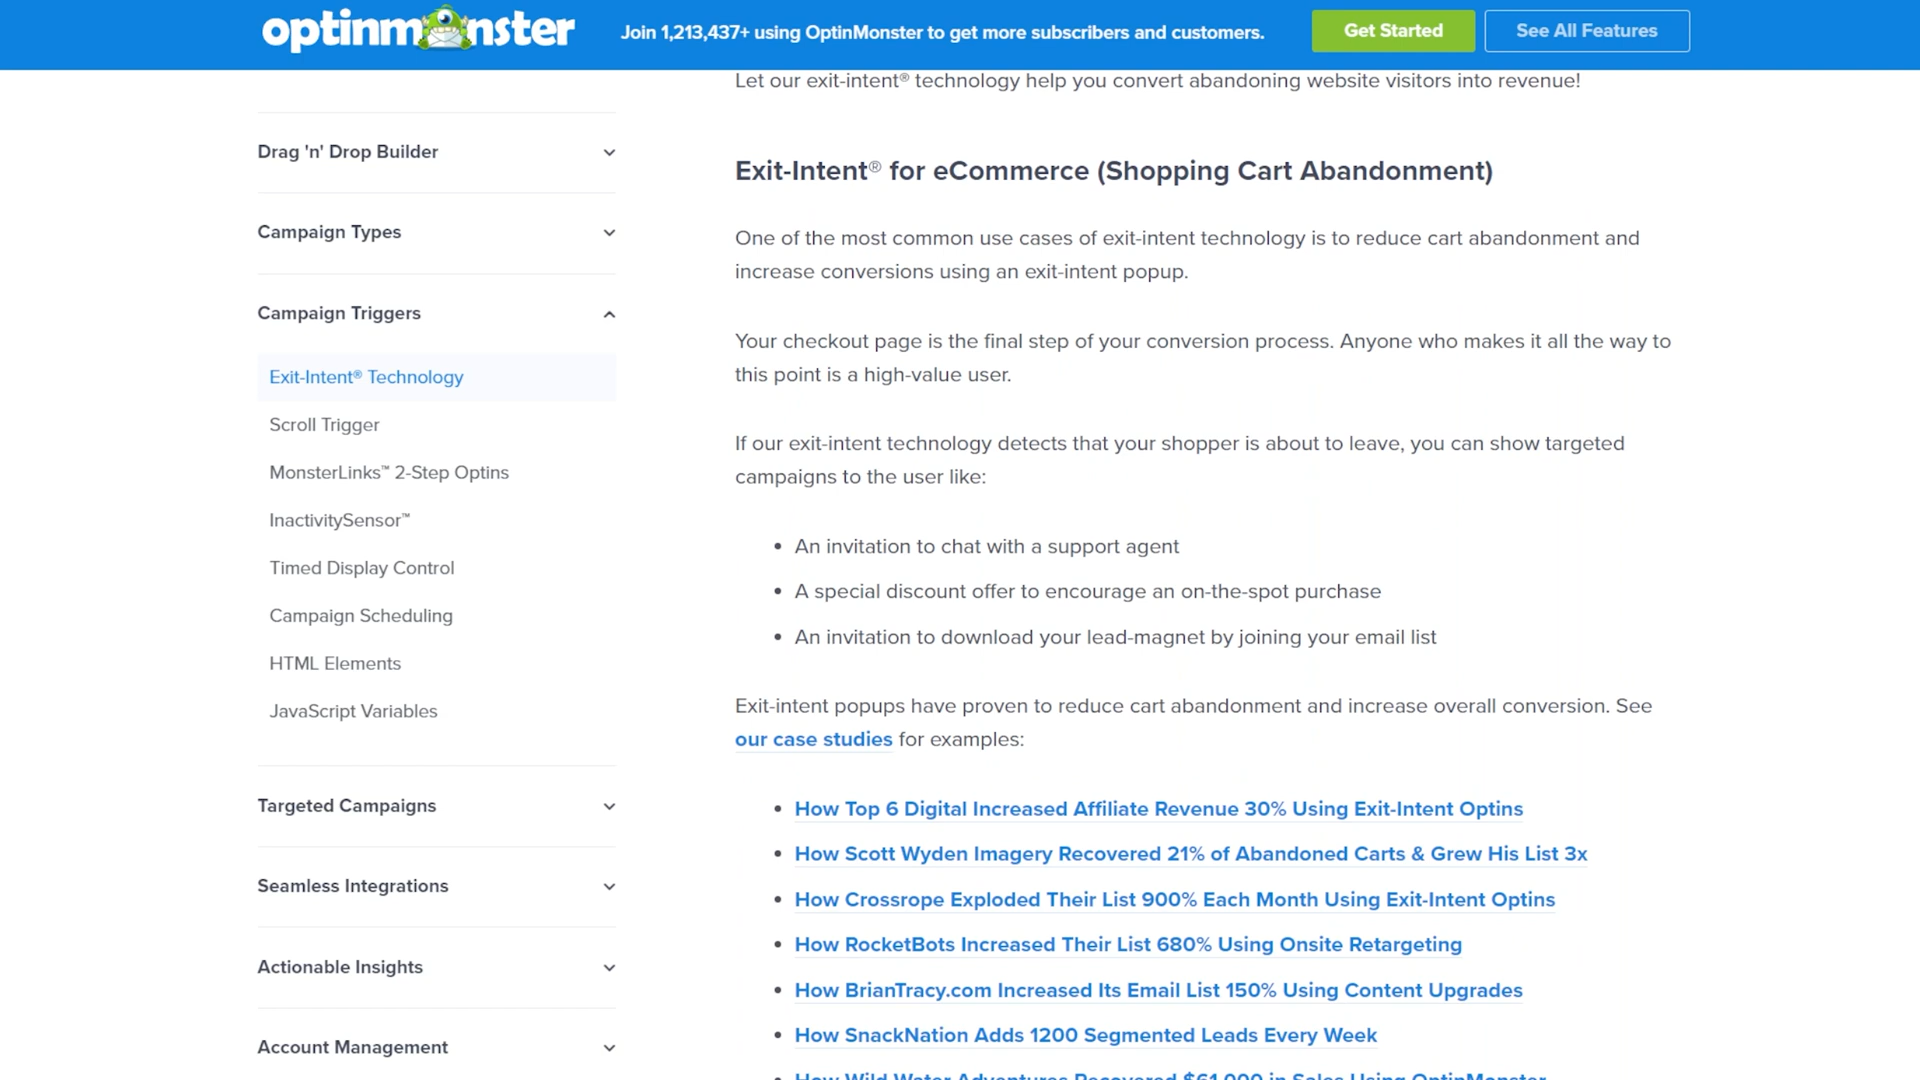 optinmonster
Join 1,213,437+ using OptinMonster to get more subscribers and customers.
Get Started
See All Features
Drag 'n' Drop Builder
Campaign Types
Campaign Triggers
Exit-Intent® Technology
Scroll Trigger
MonsterLinks™ 2-Step Optins
InactivitySensor™
Timed Display Control
Campaign Scheduling
HTML Elements
JavaScript Variables
Targeted Campaigns
Seamless Integrations
Actionable Insights
Account Management
Let our exit-intent® technology help you convert abandoning website visitors into revenue!
Exit-Intent® for eCommerce (Shopping Cart Abandonment)
One of the most common use cases of exit-intent technology is to reduce cart abandonment and
increase conversions using an exit-intent popup.
Your checkout page is the final step of your conversion process. Anyone who makes it all the way to
this point is a high-value user.
If our exit-intent technology detects that your shopper is about to leave, you can show targeted
campaigns to the user like:
• An invitation to chat with a support agent
• A special discount offer to encourage an on-the-spot purchase
• An invitation to download your lead-magnet by joining your email list
Exit-intent popups have proven to reduce cart abandonment and increase overall conversion. See
our case studies for examples:
• How Top 6 Digital Increased Affiliate Revenue 30% Using Exit-Intent Optins
• How Scott Wyden Imagery Recovered 21% of Abandoned Carts & Grew His List 3x
• How Crossrope Exploded Their List 900% Each Month Using Exit-Intent Optins
• How RocketBots Increased Their List 680% Using Onsite Retargeting
• How BrianTracy.com Increased Its Email List 150% Using Content Upgrades
• How SnackNation Adds 1200 Segmented Leads Every Week
• How Wild Water Adventures Recovered $61,000 in Sales Using OptinMonster